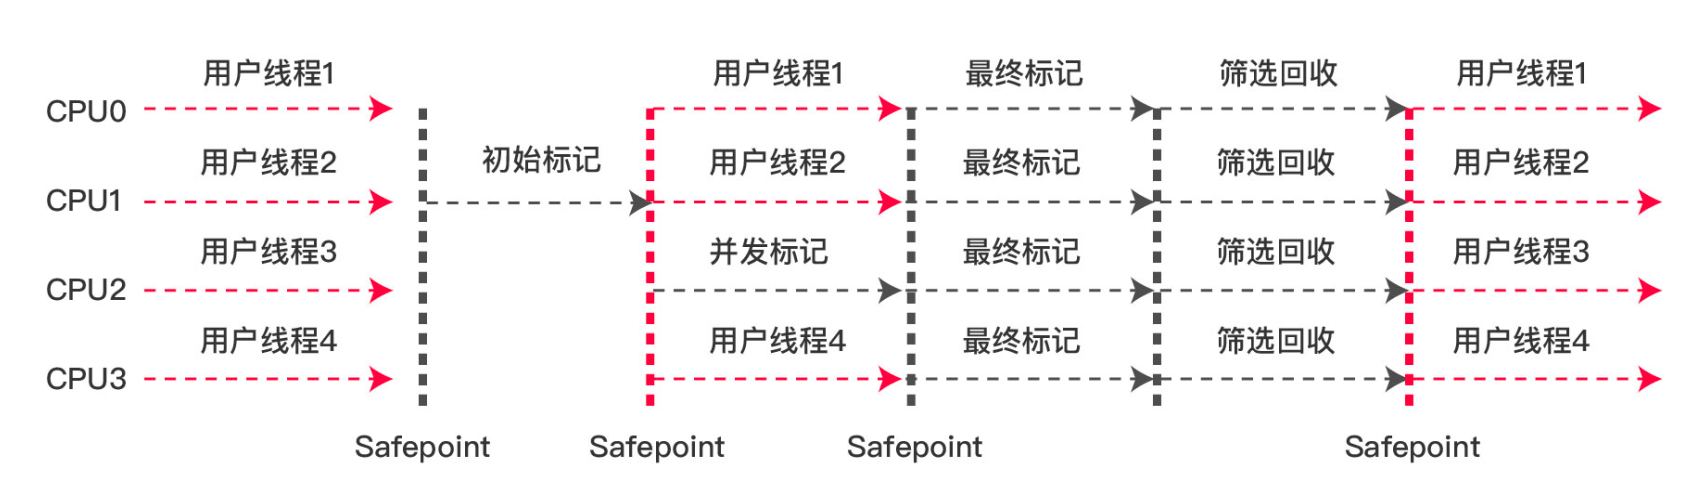 用户线程1 用户线程1 最终标记 筛选回收 用户线程1
CPU0
用户线程2 初始标记 用户线程2 最终标记 筛选回收 用户线程2
CPU1
用户线程3 并发标记 最终标记 筛选回收 用户线程3
CPU2
用户线程4 用户线程4 最终标记 筛选回收 用户线程4
CPU3
Safepoint Safepoint Safepoint Safepoint